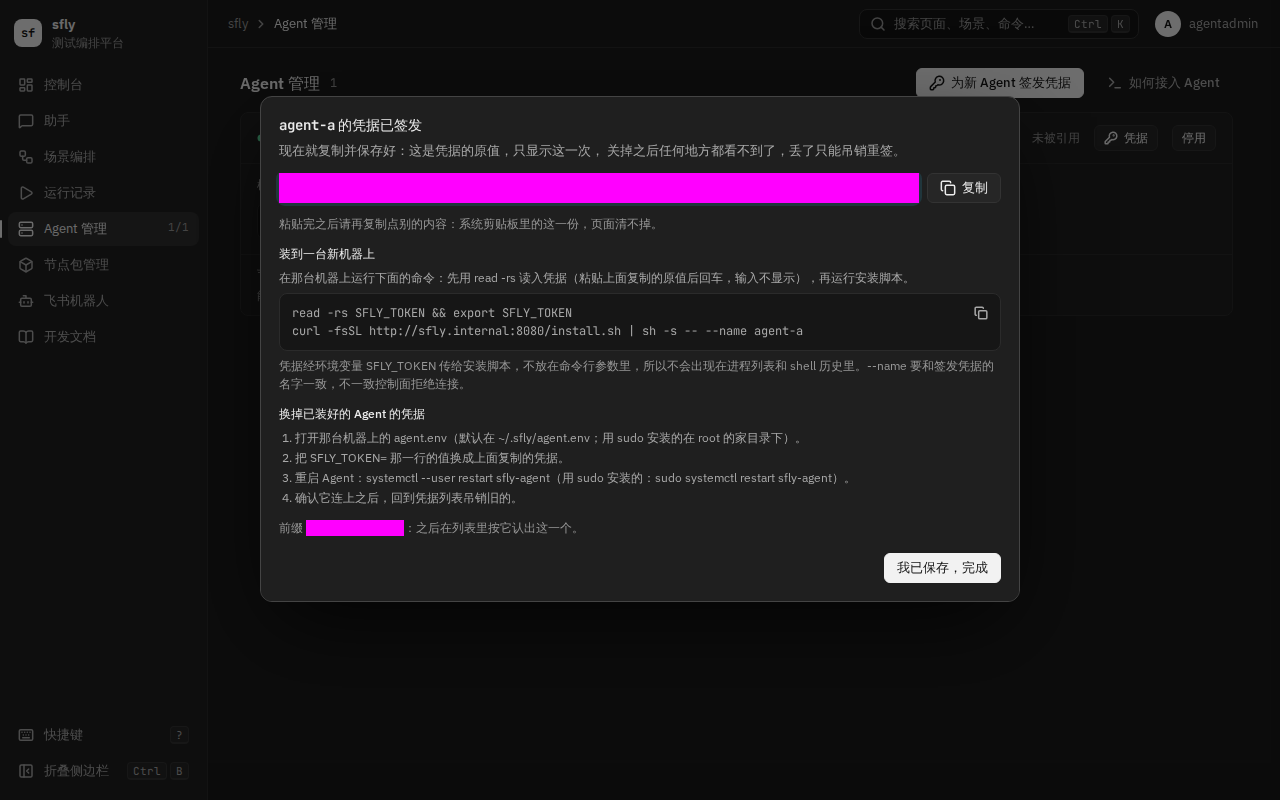 sf
sfly
测试编排平台
sfly
Agent 管理
搜索页面、场景、命令...
Ctrl K
A
agentadmin
控制台
助手
场景编排
运行记录
Agent 管理
1/1
节点包管理
飞书机器人
开发文档
Agent 管理 1
为新 Agent 签发凭据
如何接入 Agent
未被引用
凭据
停用
agent-a 的凭据已签发
现在就复制并保存好：这是凭据的原值，只显示这一次， 关掉之后任何地方都看不到了，丢了只能吊销重签。
复制
粘贴完之后请再复制点别的内容：系统剪贴板里的这一份，页面清不掉。
装到一台新机器上
在那台机器上运行下面的命令：先用 read -rs 读入凭据（粘贴上面复制的原值后回车，输入不显示），再运行安装脚本。
read -rs SFLY_TOKEN && export SFLY_TOKEN
curl -fsSL http://sfly.internal:8080/install.sh | sh -s -- --name agent-a
凭据经环境变量 SFLY_TOKEN 传给安装脚本，不放在命令行参数里，所以不会出现在进程列表和 shell 历史里。--name 要和签发凭据的
名字一致，不一致控制面拒绝连接。
换掉已装好的 Agent 的凭据
1. 打开那台机器上的 agent.env（默认在 ~/.sfly/agent.env；用 sudo 安装的在 root 的家目录下）。
2. 把 SFLY_TOKEN= 那一行的值换成上面复制的凭据。
3. 重启 Agent：systemctl --user restart sfly-agent（用 sudo 安装的：sudo systemctl restart sfly-agent）。
4. 确认它连上之后，回到凭据列表吊销旧的。
前缀
：之后在列表里按它认出这一个。
我已保存，完成
快捷键
?
折叠侧边栏
Ctrl B